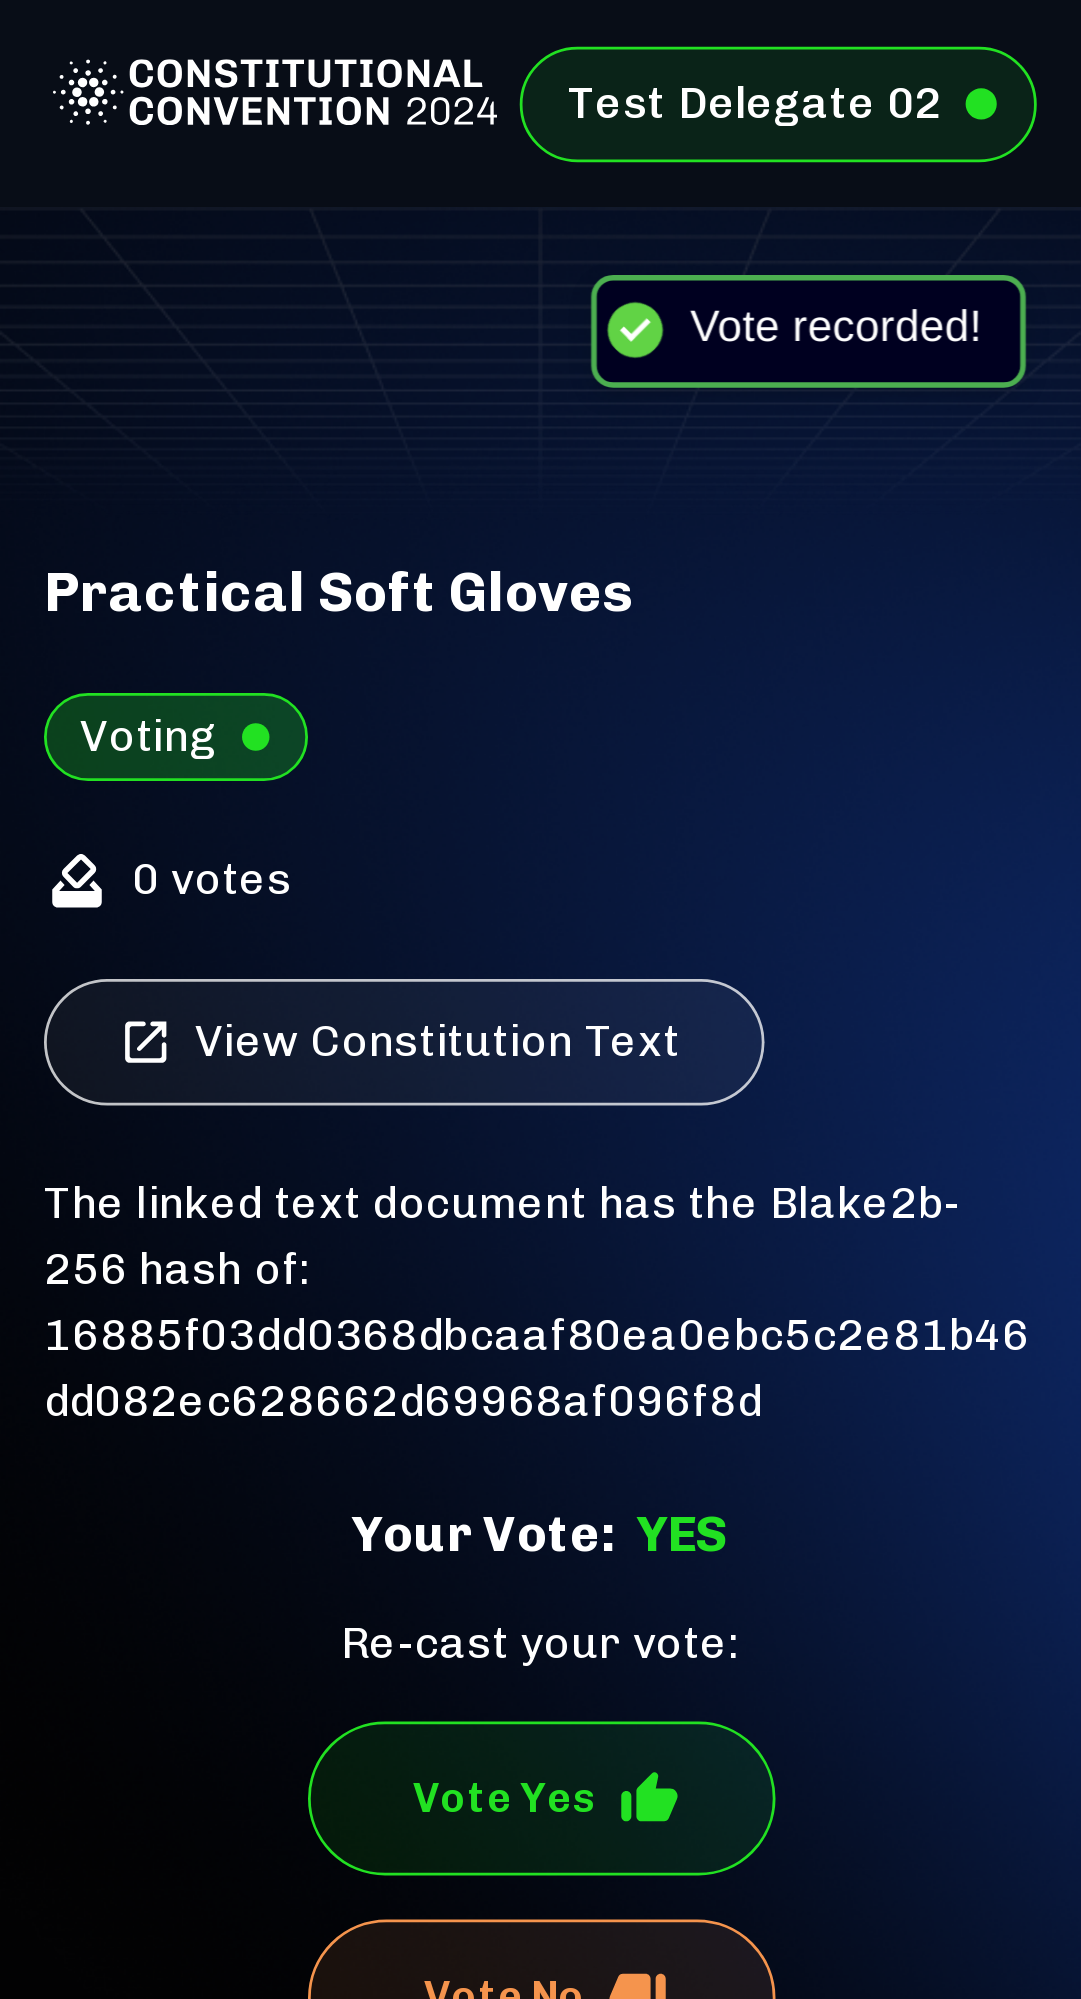 CONSTITUTIONAL
CONVENTION 2024
Test Delegate 02
Vote recorded!
Practical Soft Gloves
Voting
0 votes
View Constitution Text
The linked text document has the Blake2b-
256 hash of:
16885f03dd0368dbcaaf80ea0ebc5c2e81b46
dd082ec628662d69968af096f8d
Your Vote: YES
Re-cast your vote:
Vote Yes
Vote No